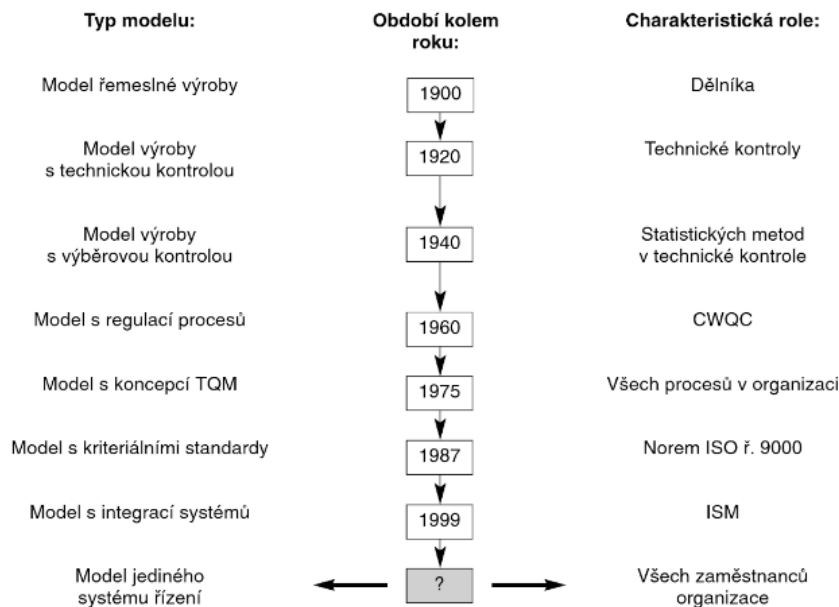 Typ modelu:
Období kolem
roku:
Charakteristická role:
Model řemeslné výroby
1900
Dělníka
Model výroby
s technickou kontrolou
1920
Technické kontroly
Model výroby
s výběrovou kontrolou
1940
Statistických metod
v technické kontrole
Model s regulací procesů
1960
CWQC
Model s koncepcí TQM
1975
Všech procesů v organizaci
Model s kriteriálními standardy
1987
Norem ISO ř. 9000
Model s integrací systémů
1999
ISM
Model jediného
systému řízení
?
Všech zaměstnanců
organizace